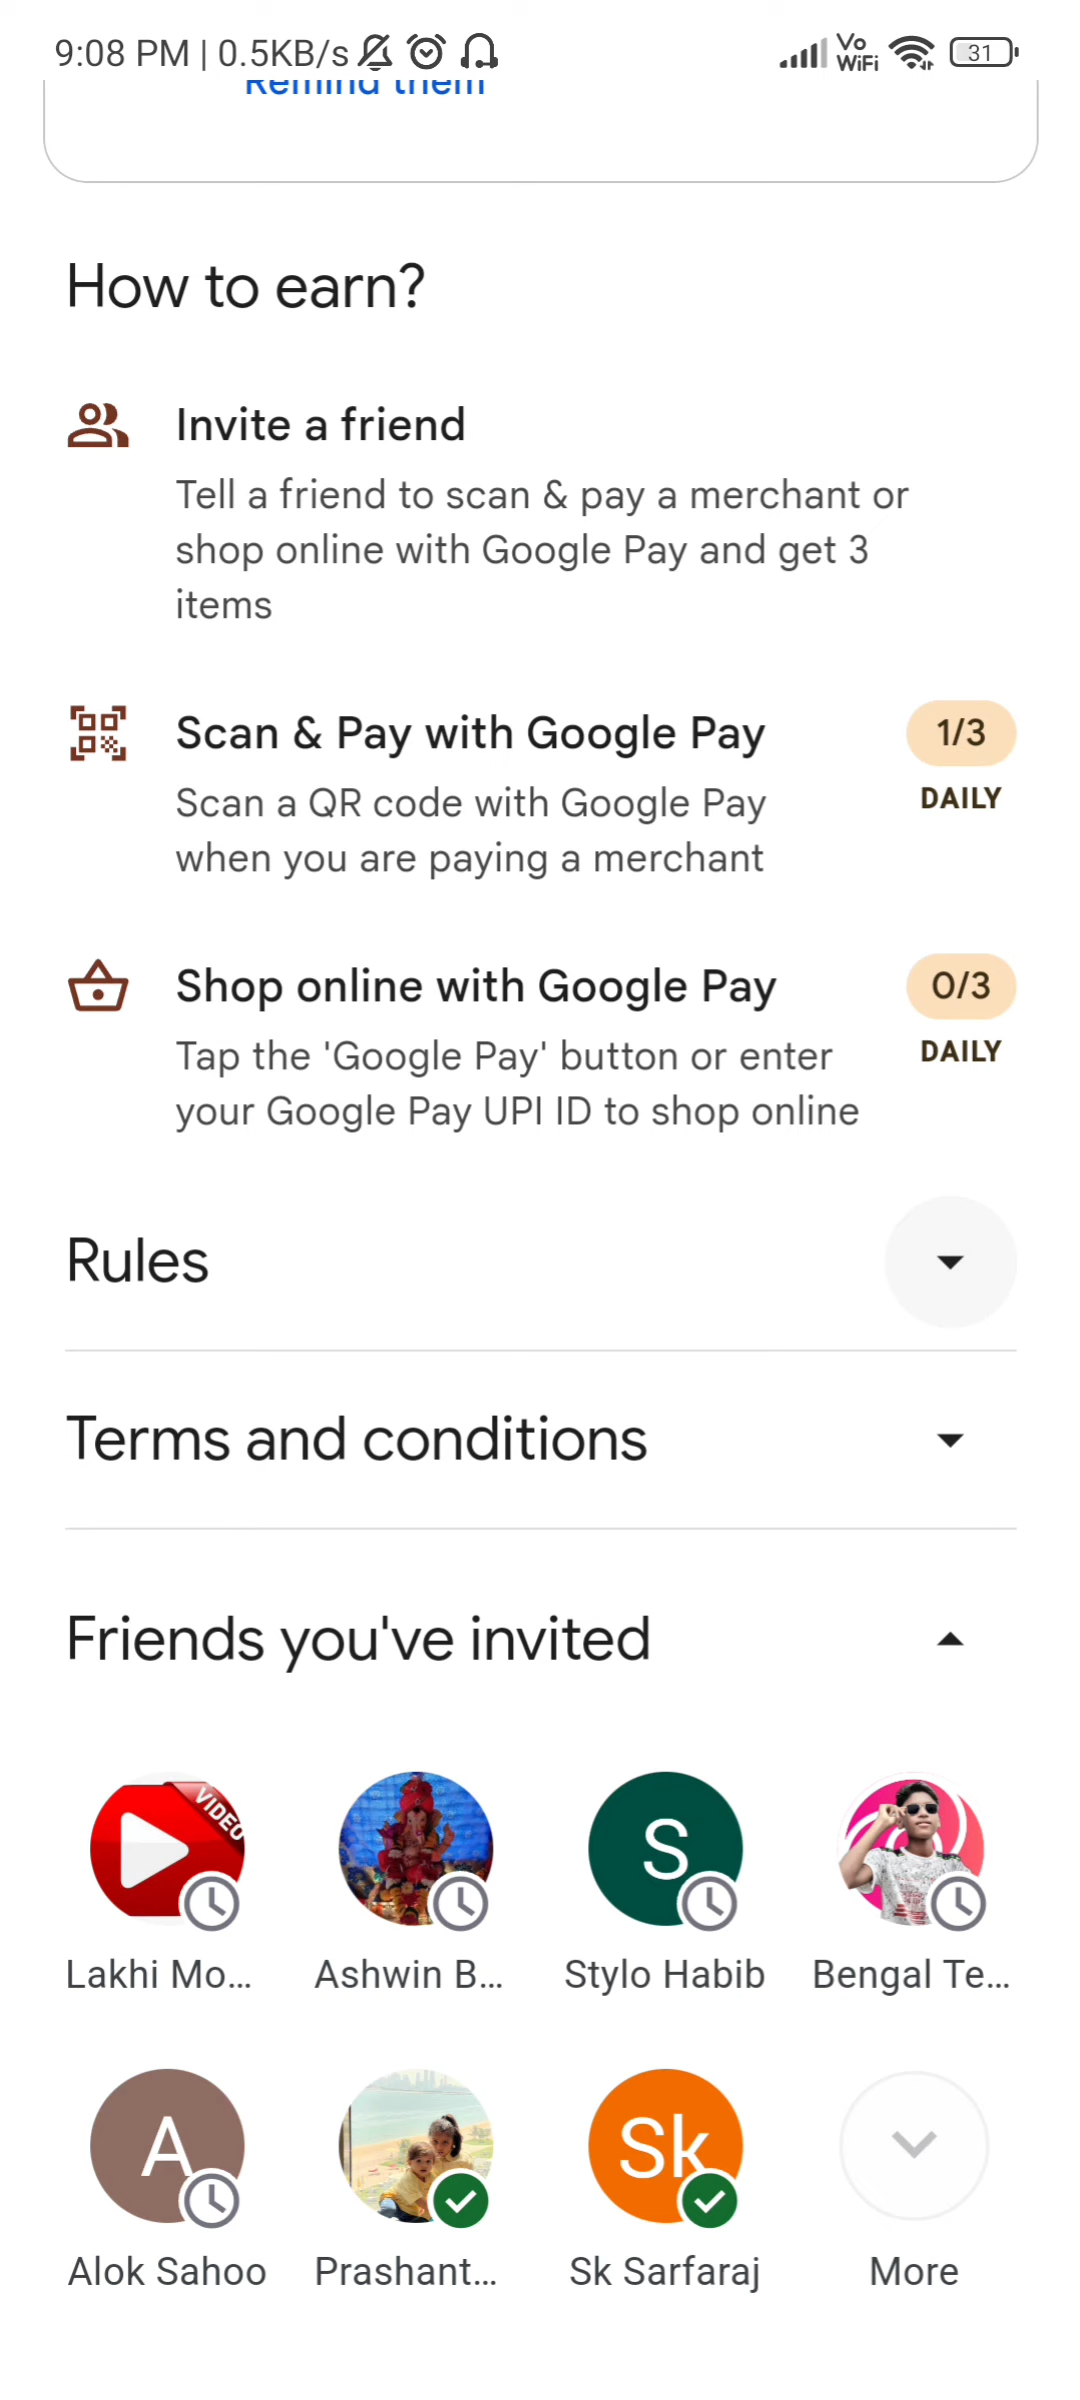 9:08 PM | 0.5KB/s Vo WiFi 31
Remind them
How to earn?
Invite a friend
Tell a friend to scan & pay a merchant or
shop online with Google Pay and get 3
items
Scan & Pay with Google Pay 1/3
Scan a QR code with Google Pay DAILY
when you are paying a merchant
Shop online with Google Pay 0/3
Tap the 'Google Pay' button or enter DAILY
your Google Pay UPI ID to shop online
Rules
Terms and conditions
Friends you've invited
VIDEO S
Lakhi Mo... Ashwin B... Stylo Habib Bengal Te...
A Sk
Alok Sahoo Prashant... Sk Sarfaraj More